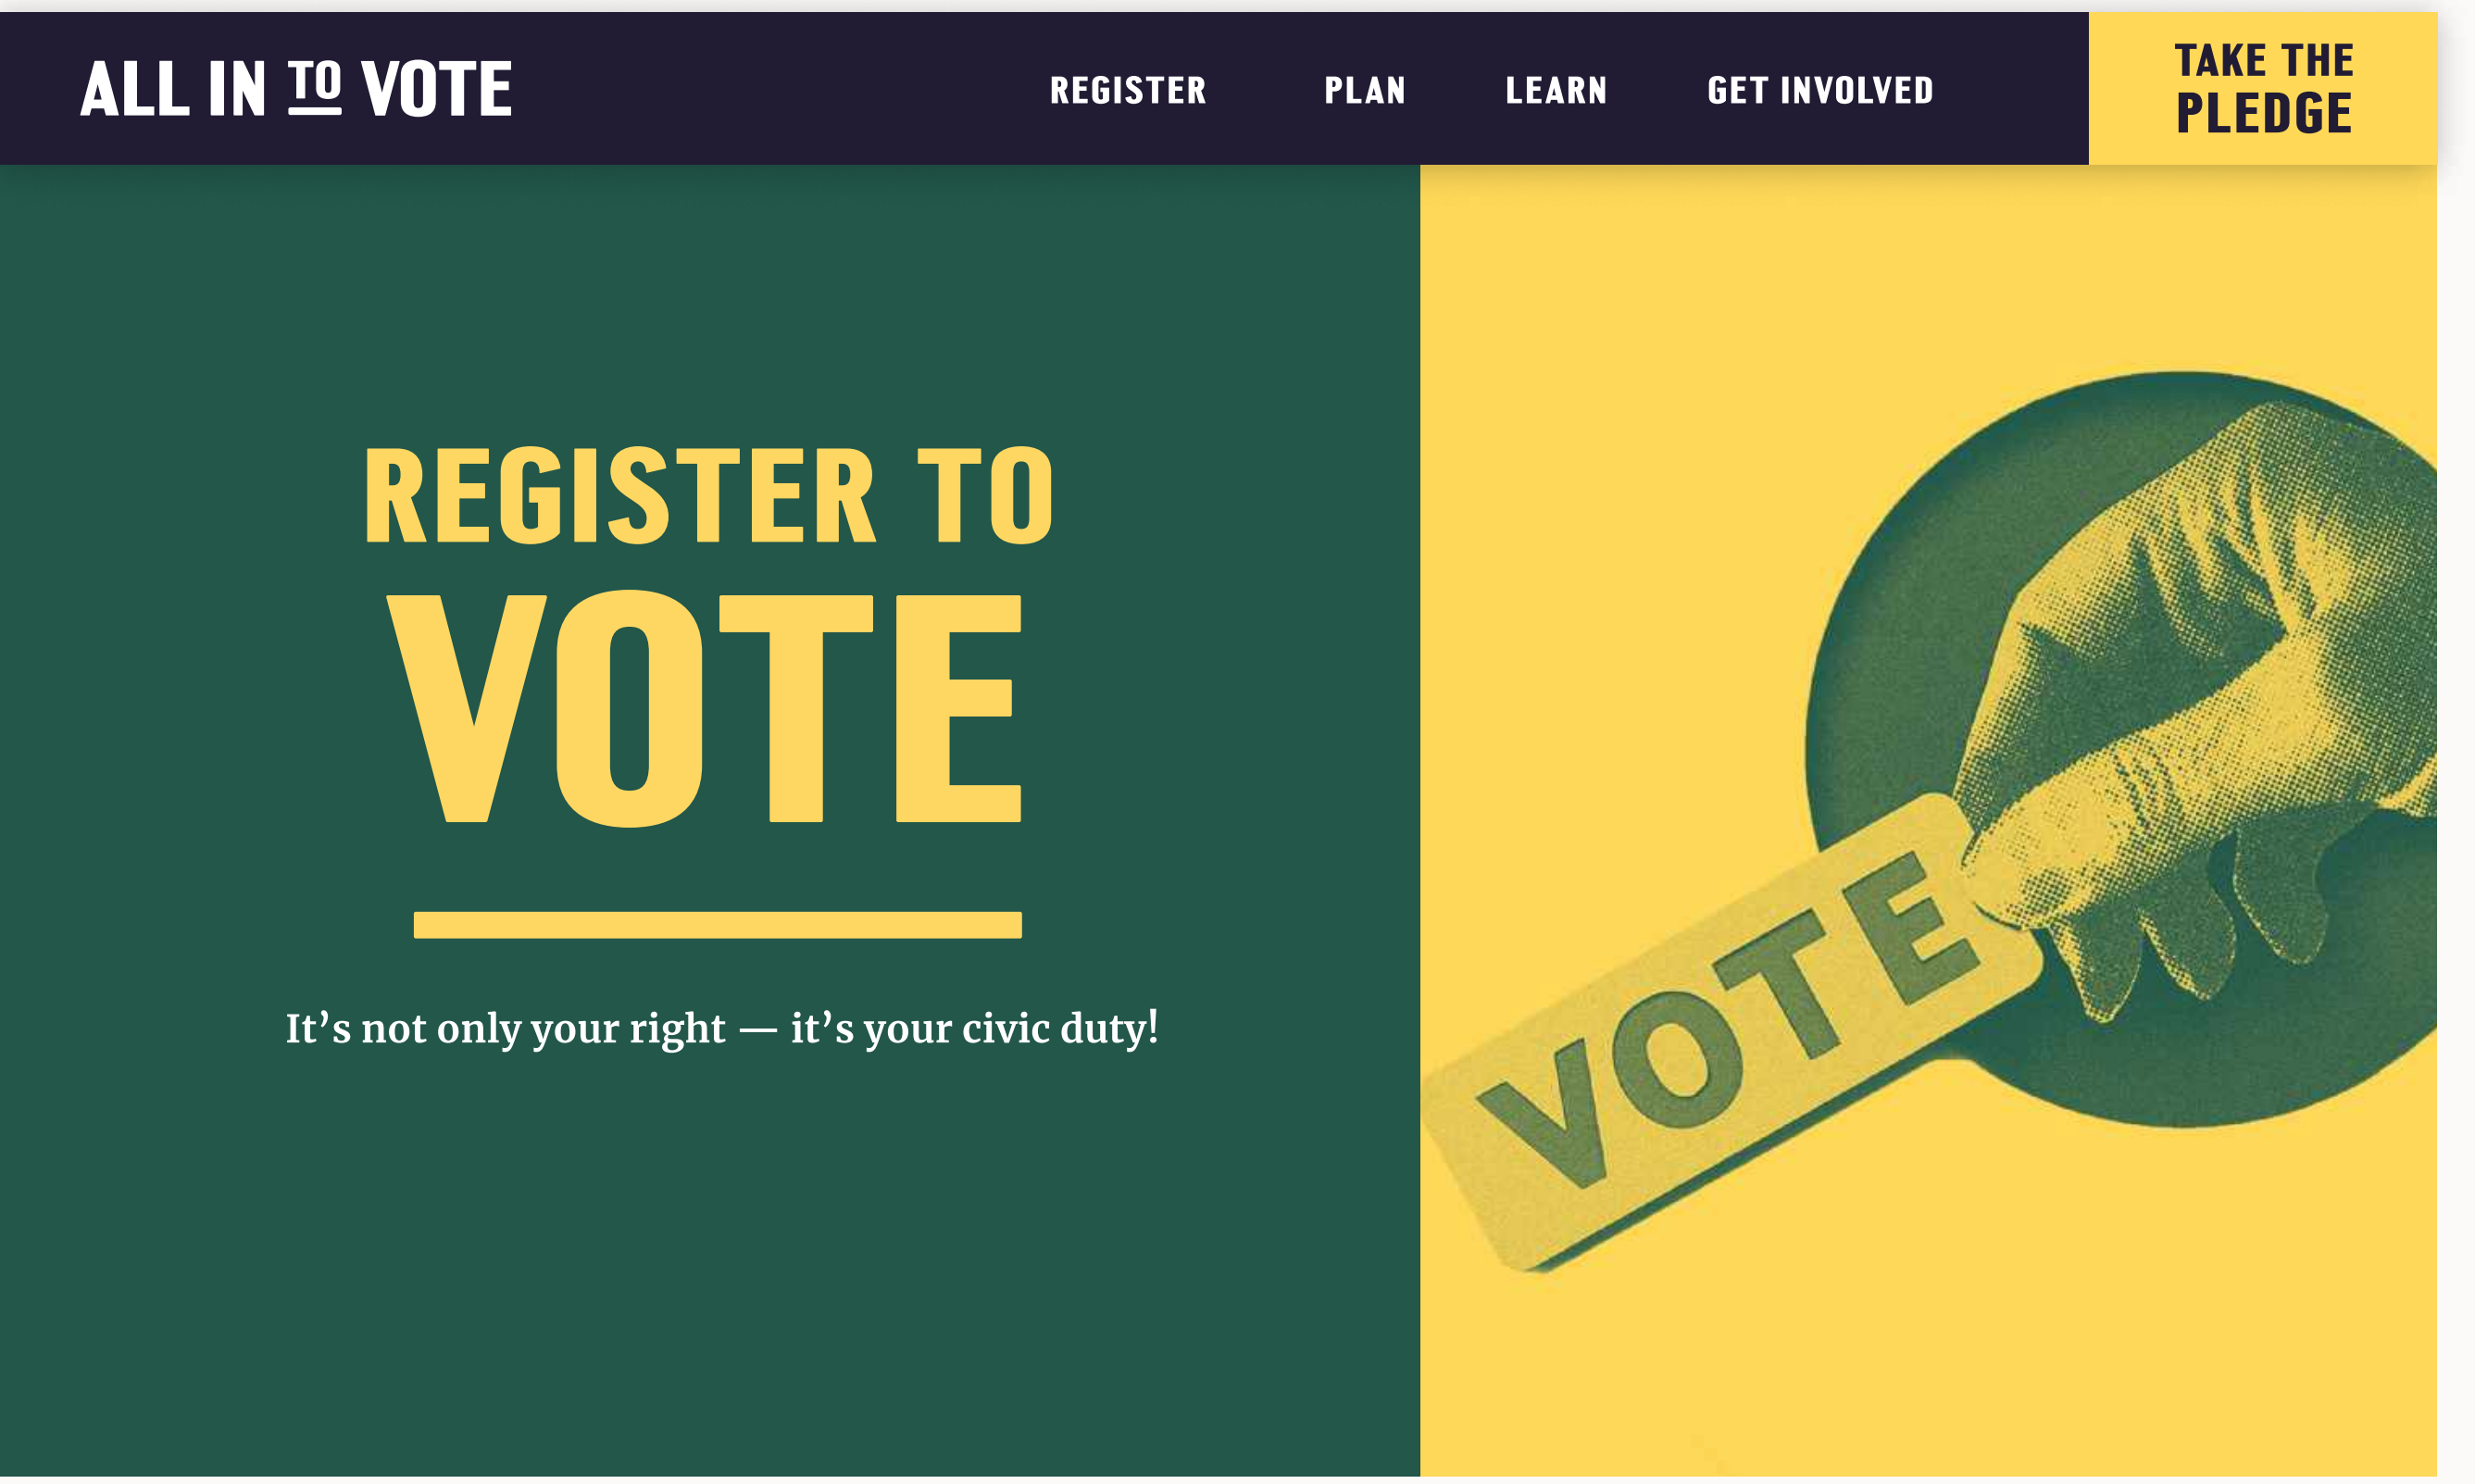 ALL IN TO VOTE
REGISTER
PLAN
LEARN
GET INVOLVED
TAKE THE
PLEDGE
REGISTER TO
VOTE
It’s not only your right — it’s your civic duty!
VOTE